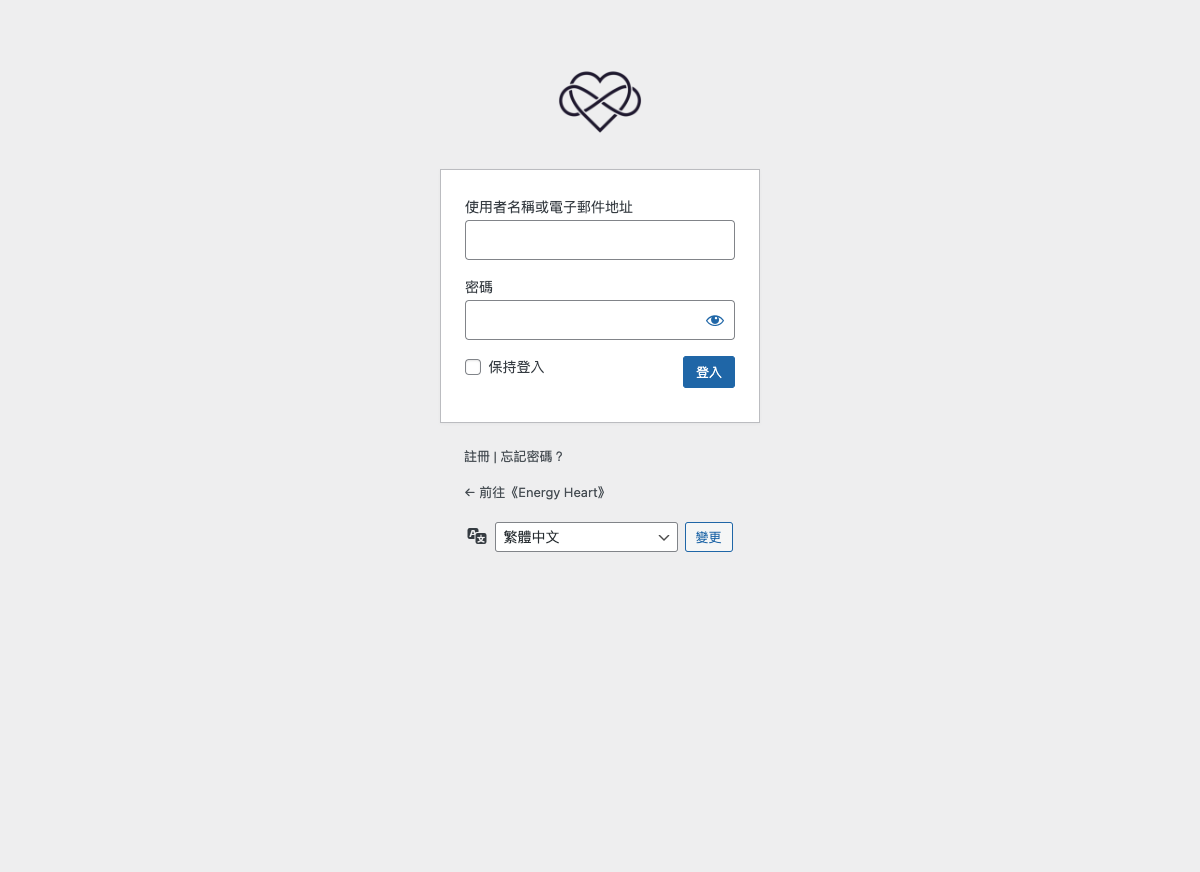 使用者名稱或電子郵件地址
密碼
保持登入
登入
註冊 | 忘記密碼？
← 前往《Energy Heart》
繁體中文
變更